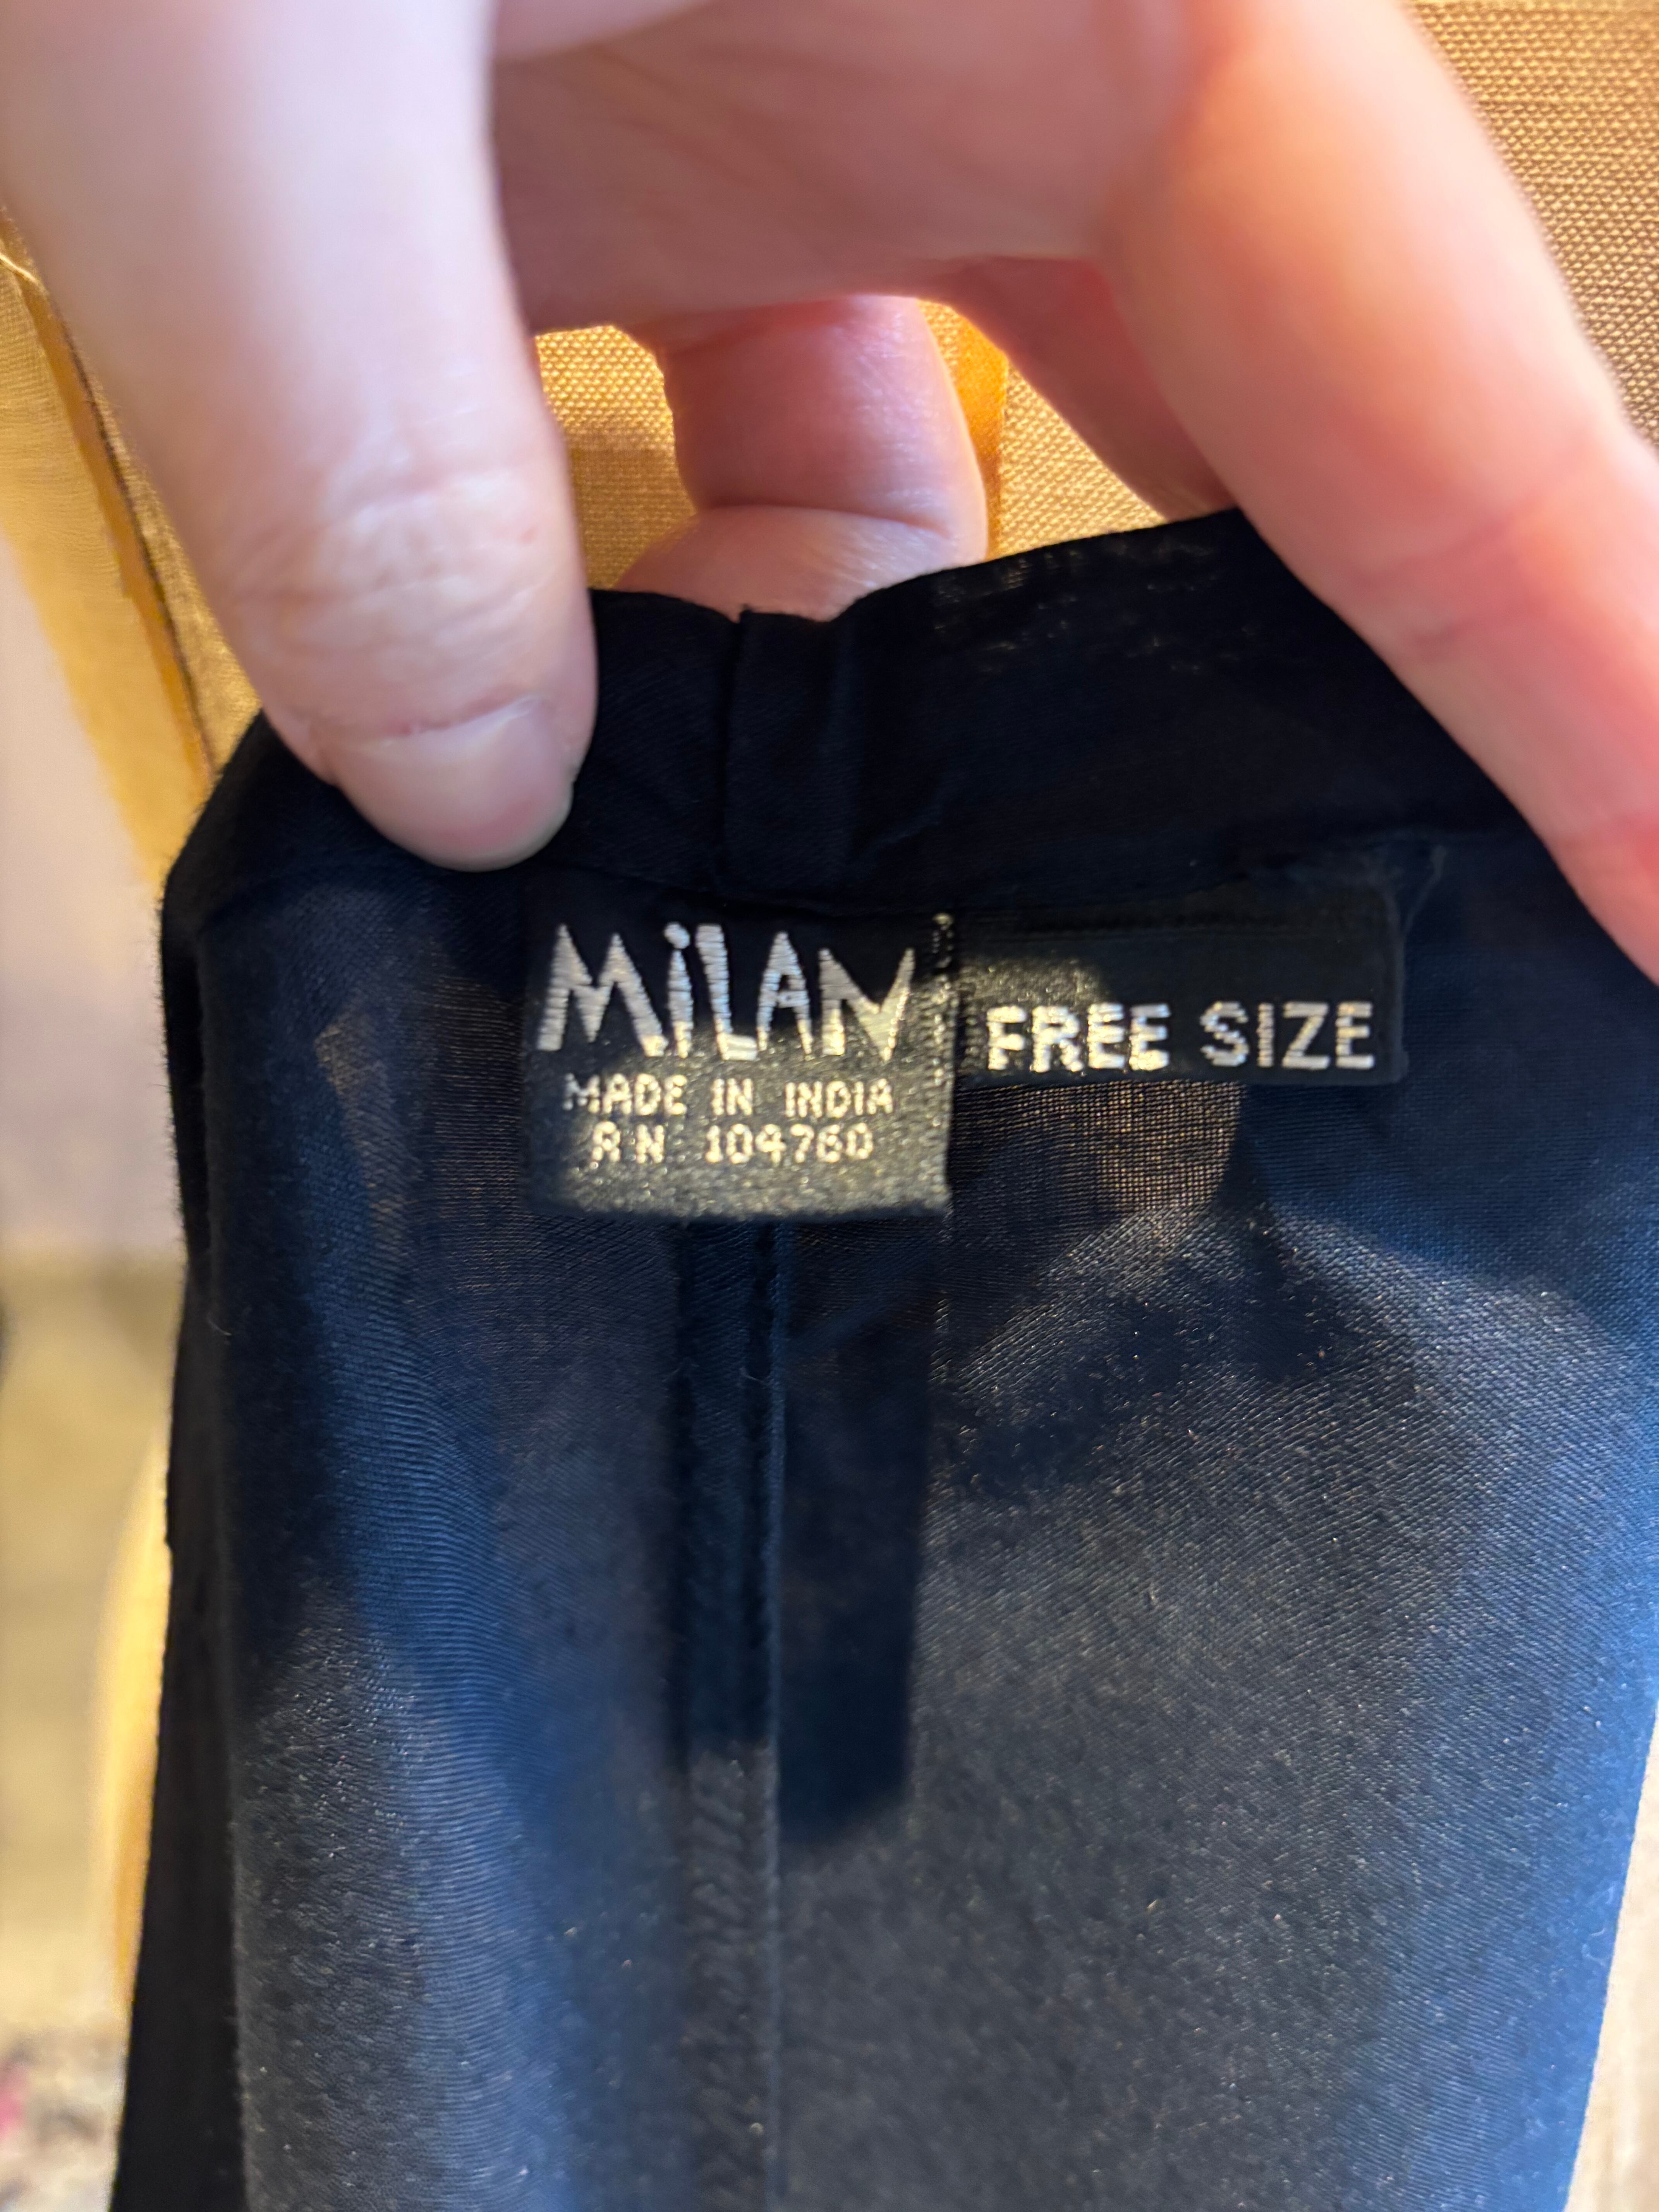 MiLAN
MADE IN INDIA
RN 104760
FREE SIZE